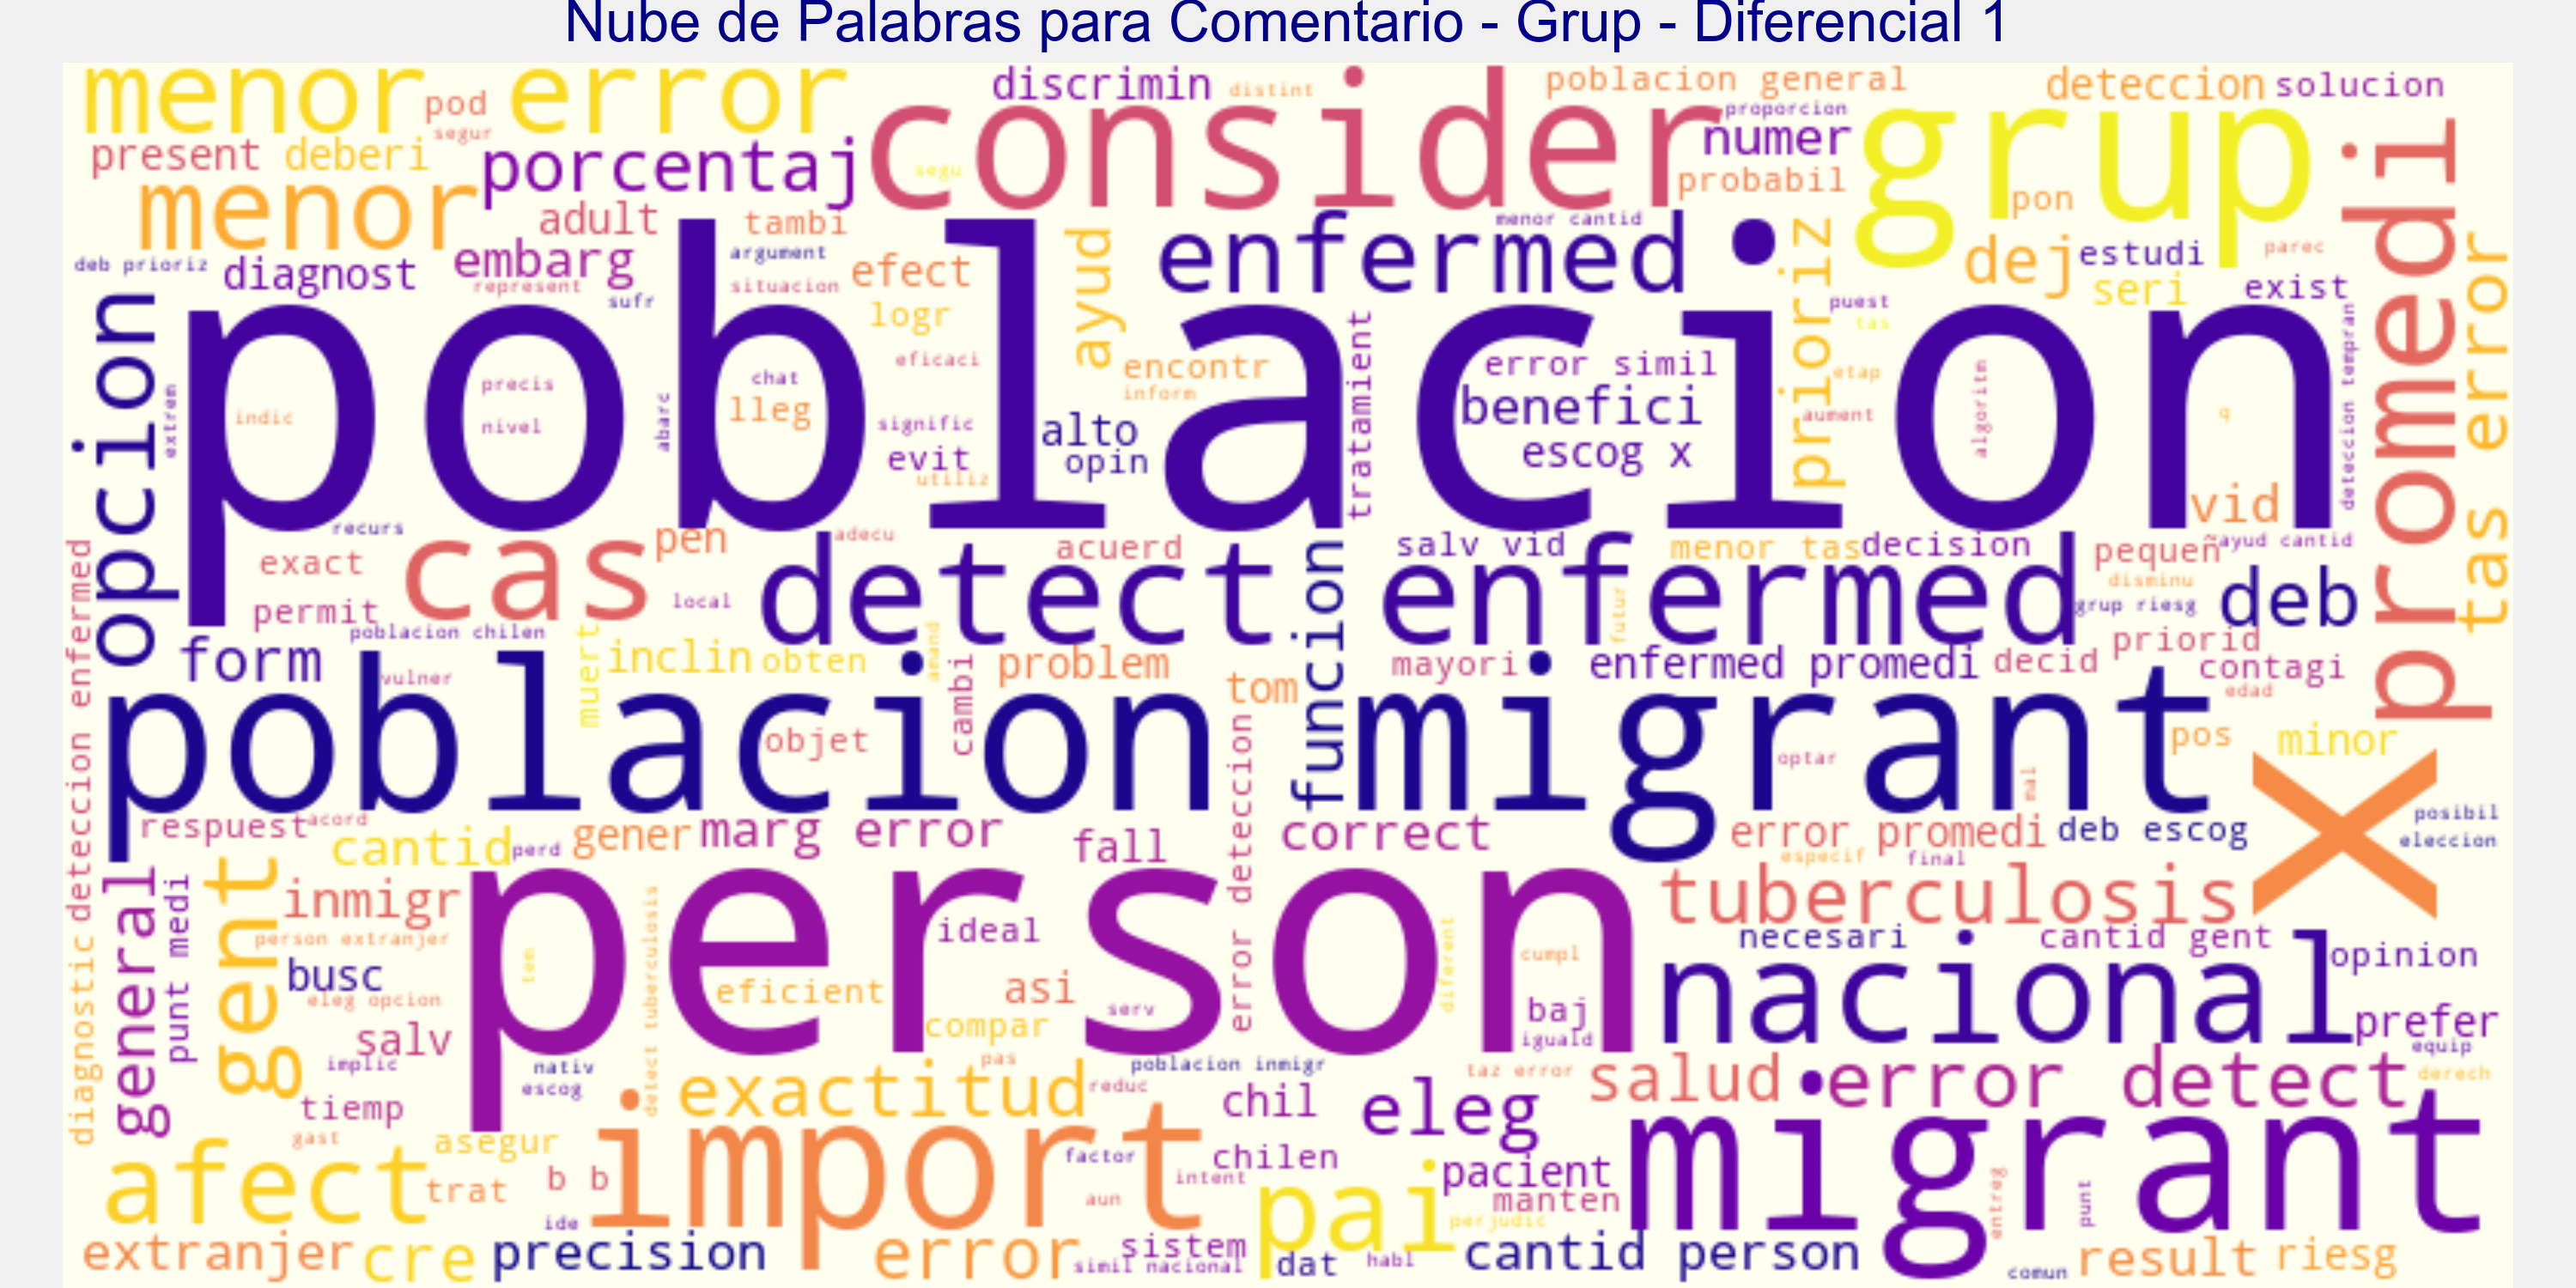 Nube de Palabras para Comentario - Grup - Diferencial 1
menor error
pod
segur
consider
discrimin
distint
poblacion general
proporcion
numer
probabil
deteccion
solucion
grup
pon
present
deberi
porcentaj
segu
menor
adult
tambi
argument
situacion
efect
logr
eficaci
ayud
enfermed
menor cantid
prioriz
dej
estudi
parec
seri
exist
promedi
tas error
deb prioriz
diagnost
embarg
represent
sufr
opcion
extrem
poblacion
indic
precis
nivel
abarc
chat
lleg
signific
evit
utiliz
encontr
inform
alto
opin
tratamient
error simil
benefici
escog x
puest
tas
etap
aument
algoritm
q
deteccion tempran
vid
recurs
exact
permit
cas
pen
local
adecu
acuerd
detect enfermed
salv vid
menor tas
decision
futur
pequeñ
ayud cantid
disminu
grup riesg
deb
deteccion enfermed
form
poblacion chilen
vulner
muert
inclin
obten
anand
cambi
problem
tom
funcion
mayori
enfermed promedi
decid
priorid
contagi
edad
poblacion migrant
objet
optar
mal
pos
minor
x
posibil
eleccion
respuest
acord
cantid
perd
gener
marg error
fall
error deteccion
correct
error promedi
deb escog
especif
final
general
punt medi
gent
inmigr
person extranjer
busc
eleg opcion
salv
implic
tiemp
gast
diagnostic
person
tem
detect tuberculosis
ideal
eficient
asi
compar
serv
diferent
cumpl
baj
iguald
tuberculosis
necesari
cantid gent
nacional
opinion
prefer
equip
derech
nativ
escog
pas
poblacion inmigr
taz error
salud
error detect
exactitud
reduc
chil
eleg
afect
asegur
trat
b b
import
factor
aun
intent
chilen
pai
pacient
manten
perjudic
migrant
entreg
punt
extranjer
cre
ide
precision
error
sistem
simil nacional
dat
habl
cantid person
comun
result
riesg